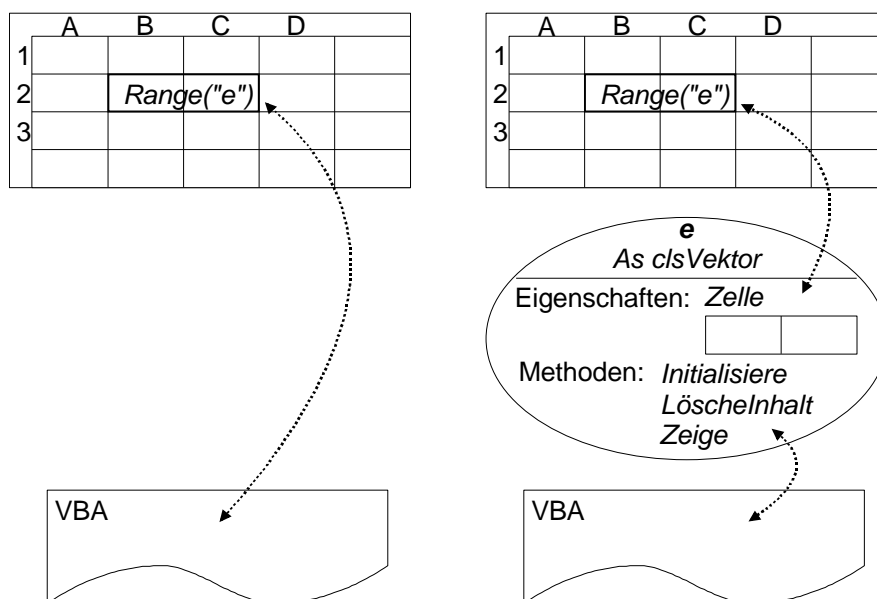 A B C D
1
2 Range("e")
3
VBA
A B C D
1
2 Range("e")
3
e
As clsVektor
Eigenschaften: Zelle
Methoden: Initialisiere
LöscheInhalt
Zeige
VBA